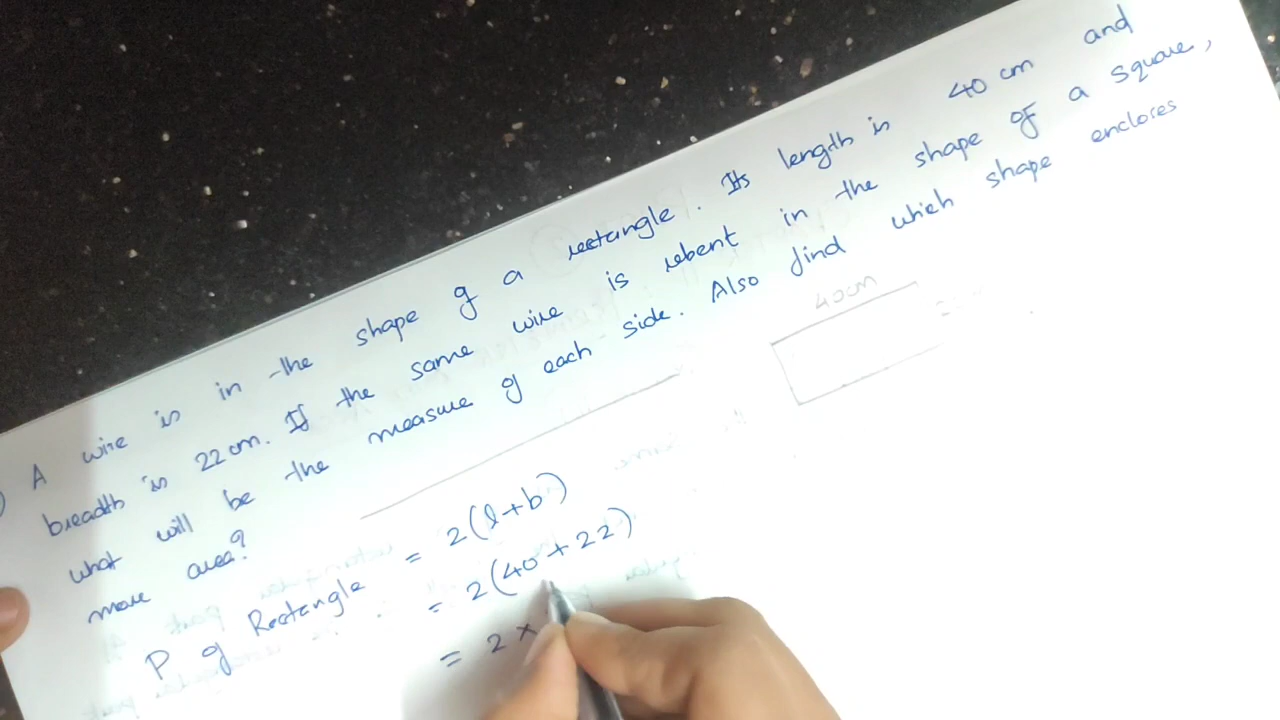 A wire is in the shape of a rectangle. Its length is 40 cm and
breadth is 22 cm. If the same wire is rebent in the shape of a square,
what will be the measure of each side. Also find which shape encloses
more area?
40cm
P of Rectangle = 2(l+b)
= 2(40+22)
= 2×